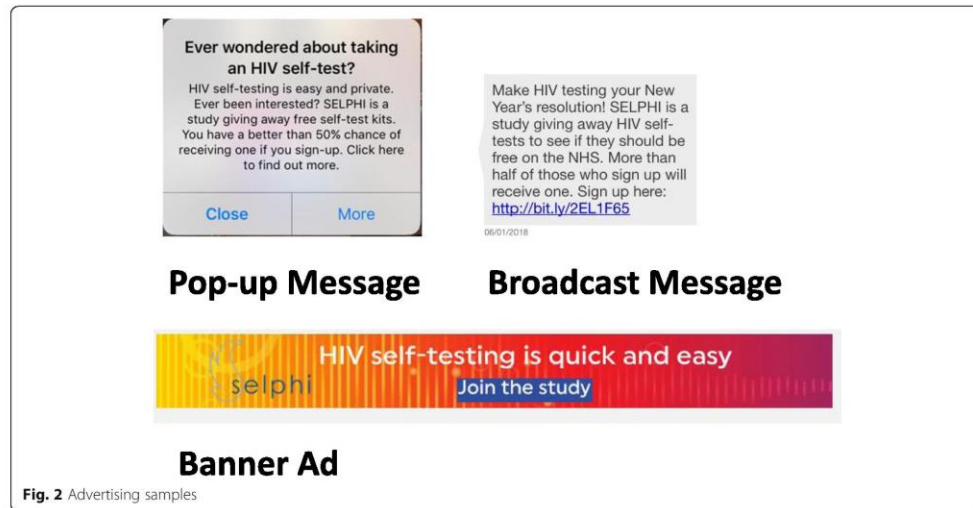 Ever wondered about taking
an HIV self-test?
HIV self-testing is easy and private.
Ever been interested? SELPHI is a
study giving away free self-test kits.
You have a better than 50% chance of
receiving one if you sign-up. Click here
to find out more.
Close
More
Make HIV testing your New
Year's resolution! SELPHI is a
study giving away HIV self-
tests to see if they should be
free on the NHS. More than
half of those who sign up will
receive one. Sign up here:
http://bit.ly/2EL1F65
06/01/2018
Pop-up Message
Broadcast Message
selphi
HIV self-testing is quick and easy
Join the study
Banner Ad
Fig. 2 Advertising samples